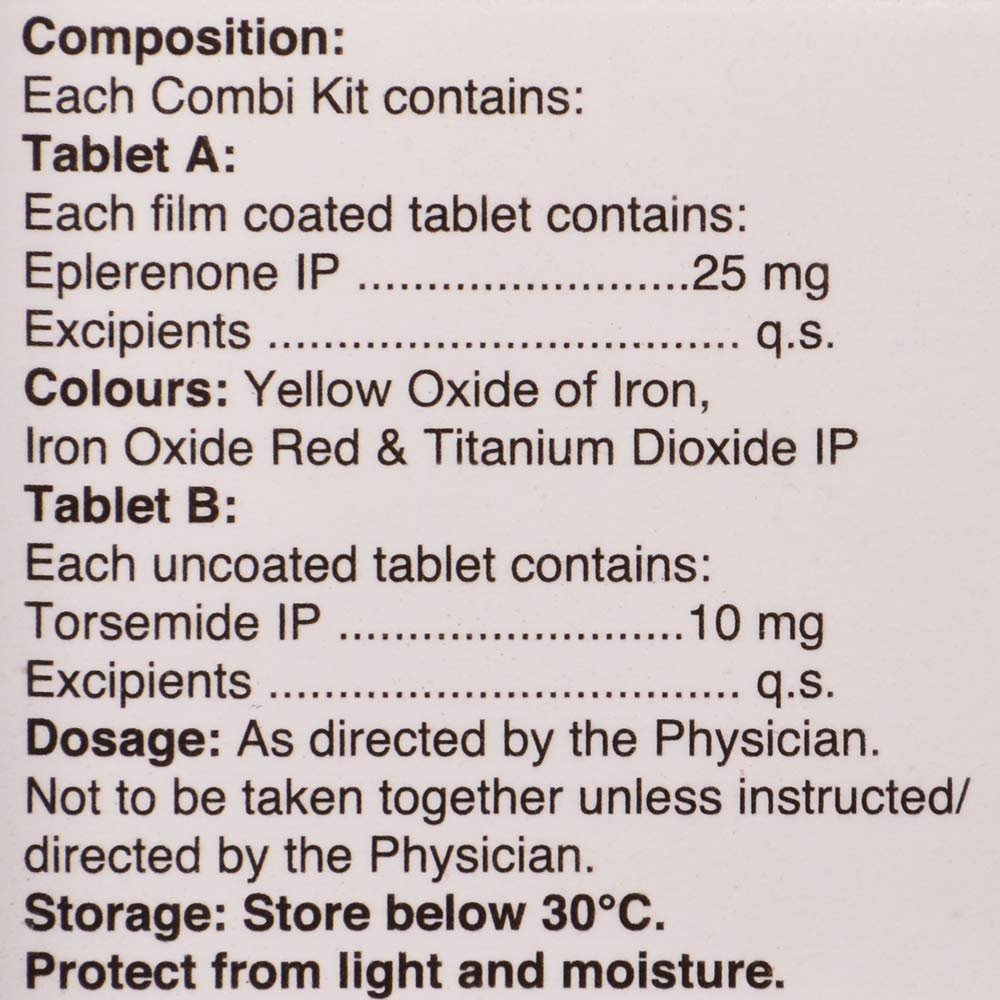 Composition:
Each Combi Kit contains:
Tablet A:
Each film coated tablet contains:
Eplerenone IP ........................25 mg
Excipients .................................. q.s.
Colours: Yellow Oxide of Iron,
Iron Oxide Red & Titanium Dioxide IP
Tablet B:
Each uncoated tablet contains:
Torsemide IP .........................10 mg
Excipients .................................. q.s.
Dosage: As directed by the Physician.
Not to be taken together unless instructed/
directed by the Physician.
Storage: Store below 30°C.
Protect from light and moisture.